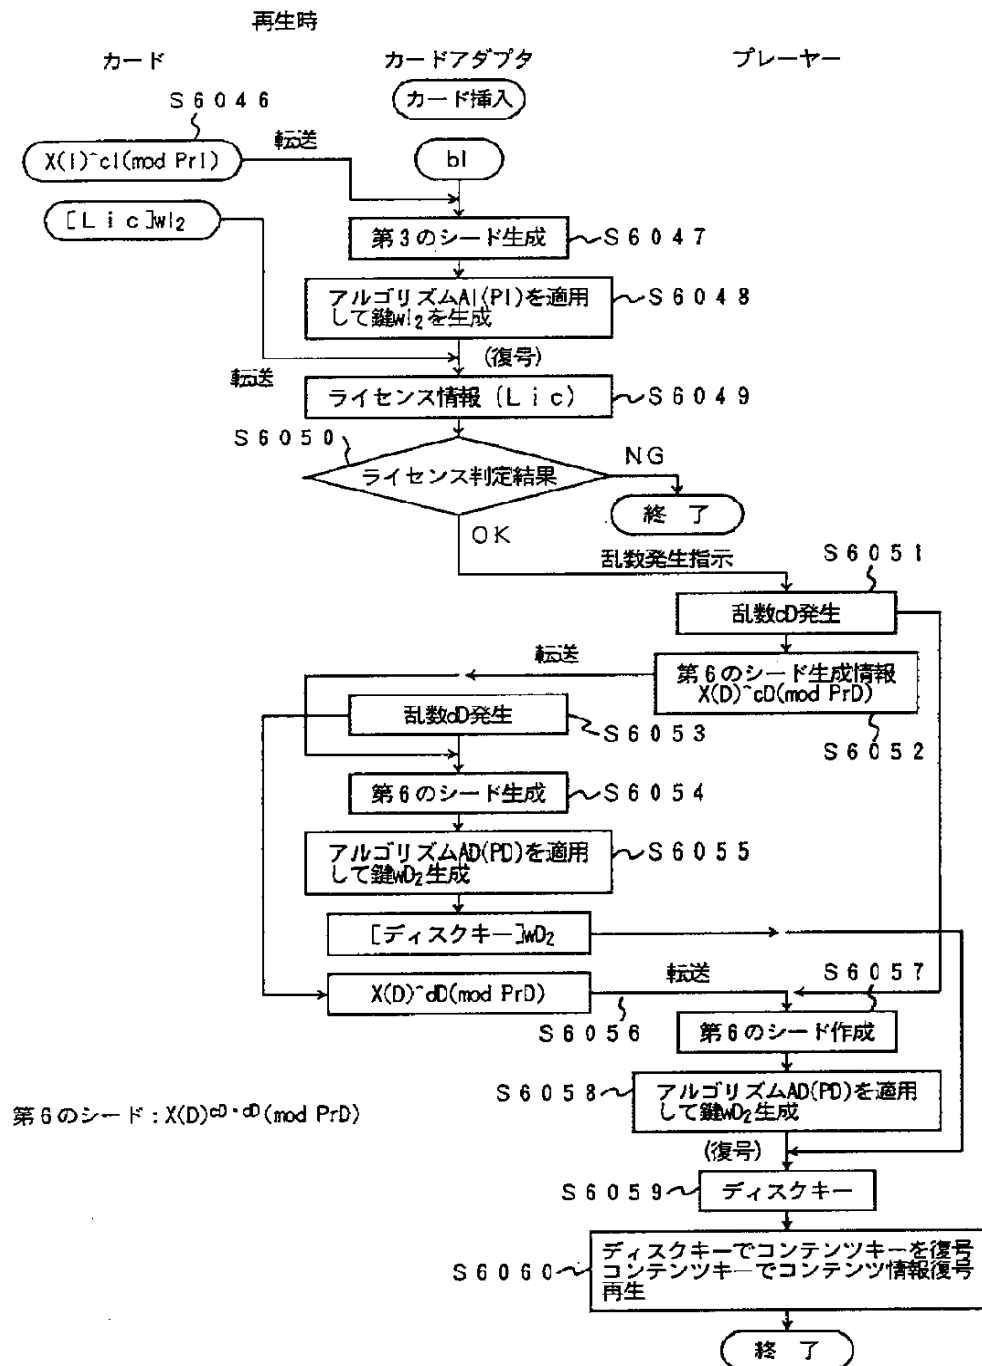 再生時
カード
カードアダプタ
プレーヤー
カード挿入
S6046
転送
X(I)^cI(mod PrI)
bI
[Lic]wI₂
第3のシード生成
S6047
アルゴリズムAI(PI)を適用
して鍵wI₂を生成
S6048
(復号)
転送
ライセンス情報(Lic)
S6049
S6050
ライセンス判定結果
NG
終 了
OK
乱数発生指示
S6051
乱数cD発生
転送
第6のシード生成情報
X(D)^cD(mod PrD)
乱数dD発生
S6053
S6052
第6のシード生成
S6054
アルゴリズムAD(PD)を適用
して鍵wD₂生成
S6055
[ディスクキー]wD₂
転送
S6057
X(D)^dD(mod PrD)
S6056
第6のシード作成
S6058
アルゴリズムAD(PD)を適用
して鍵wD₂生成
第6のシード:X(D)^cD・dD(mod PrD)
(復号)
S6059
ディスクキー
ディスクキーでコンテンツキーを復号
コンテンツキーでコンテンツ情報復号
再生
S6060
終 了